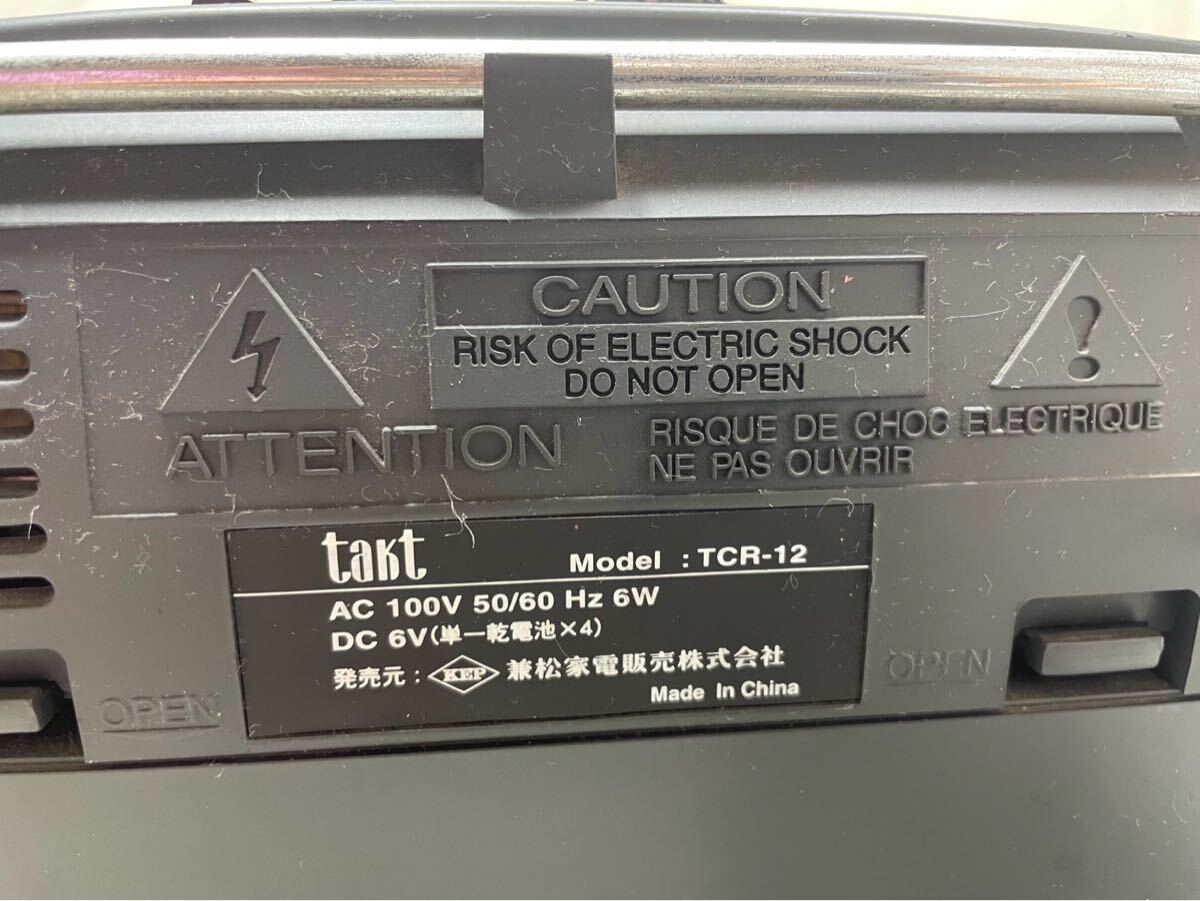 CAUTION
RISK OF ELECTRIC SHOCK
DO NOT OPEN
ATTENTION
RISQUE DE CHOC ELECTRIQUE
NE PAS OUVRIR
takt Model : TCR-12
AC 100V 50/60 Hz 6W
DC 6V(単一乾電池×4)
発売元： KEP 兼松家電販売株式会社
Made In China
OPEN
OPEN